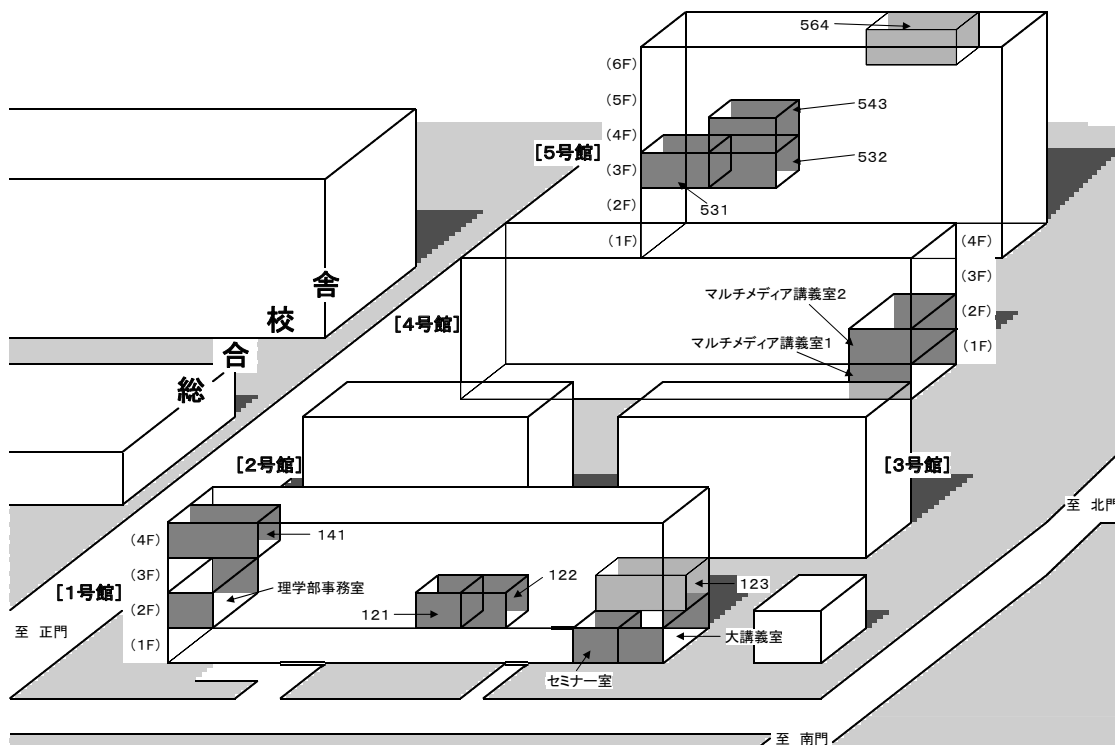 564
(6F)
(5F)
543
(4F)
[5号館]
532
(3F)
531
(2F)
(1F)
(4F)
(3F)
マルチメディア講義室2
(2F)
マルチメディア講義室1
(1F)
[4号館]
総合校舎
[2号館]
[3号館]
至 北門
141
(4F)
(3F)
理学部事務室
122
123
[1号館]
(2F)
121
至 正門
(1F)
大講義室
セミナー室
至 南門